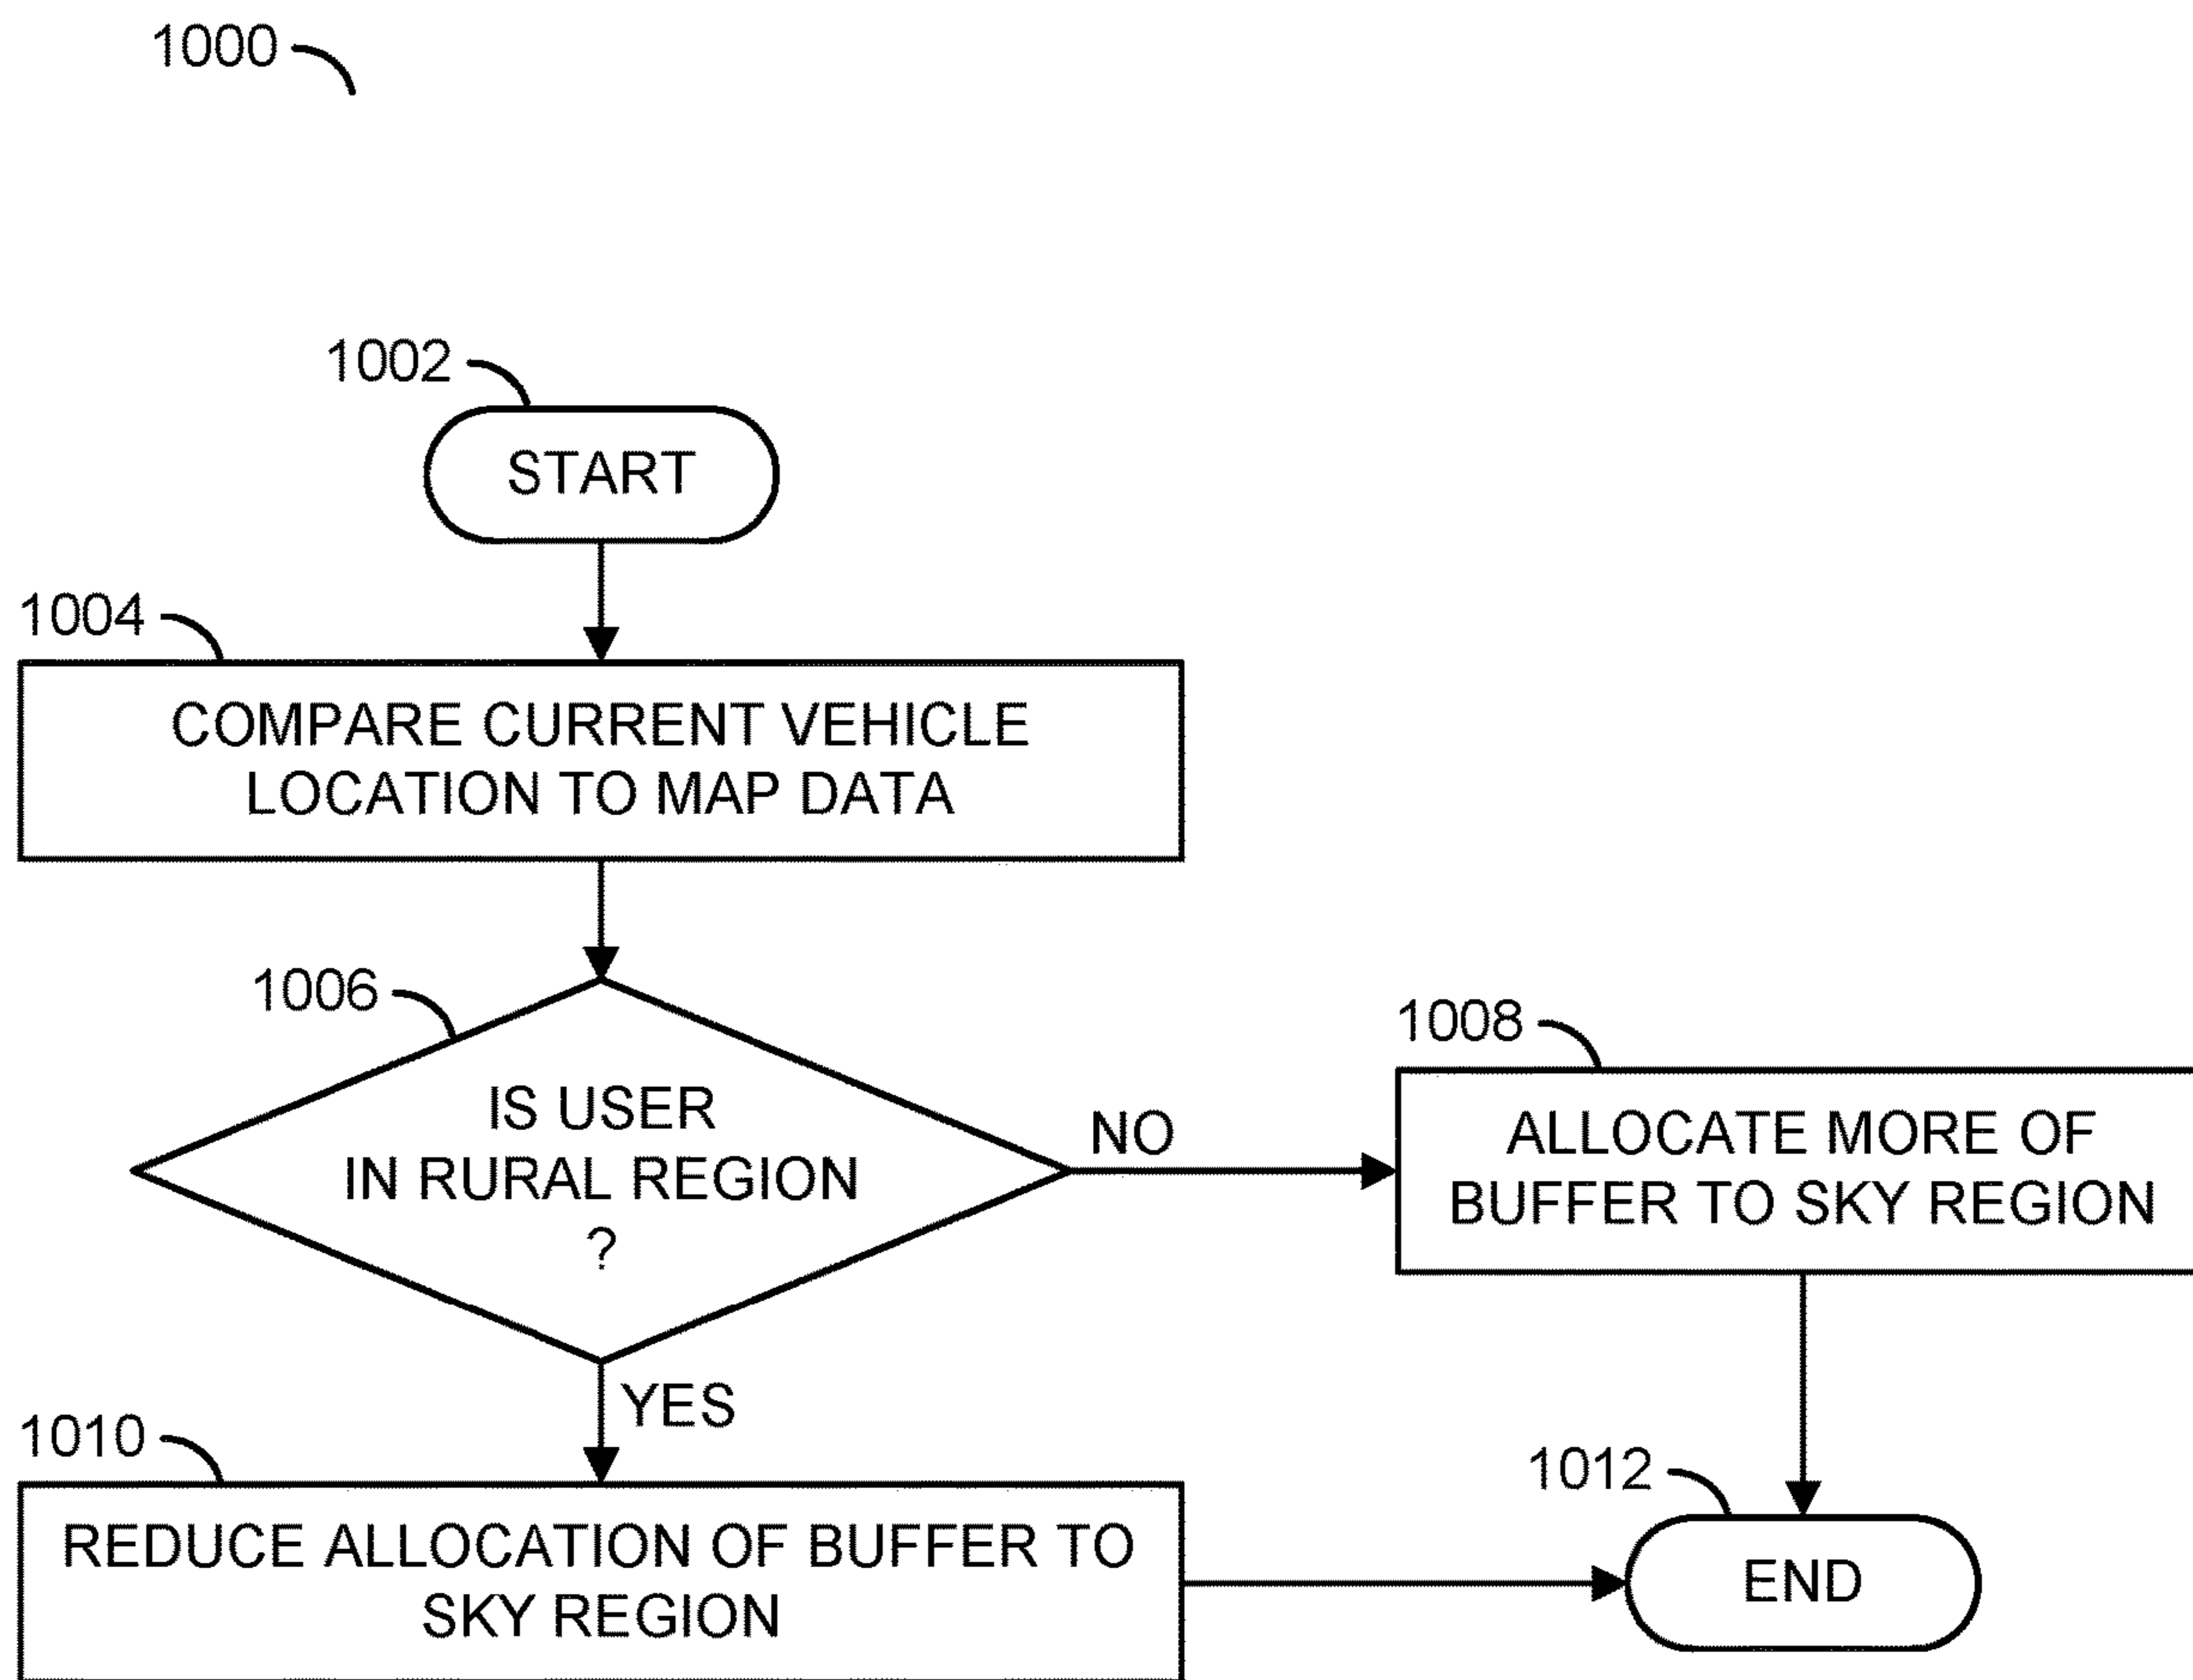 1000
1002
START
1004
COMPARE CURRENT VEHICLE
LOCATION TO MAP DATA
1006
IS USER
IN RURAL REGION
?
NO
1008
ALLOCATE MORE OF
BUFFER TO SKY REGION
YES
1010
REDUCE ALLOCATION OF BUFFER TO
SKY REGION
1012
END